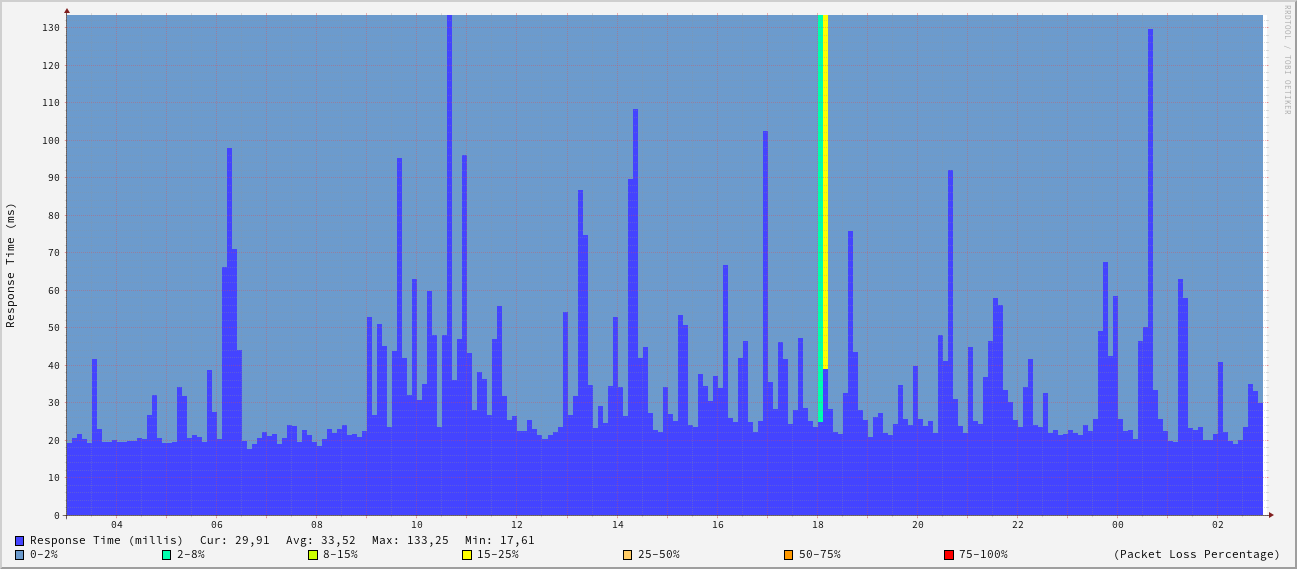 RRDTOOL / TOBI OETIKER
Response Time (ms)
130
120
110
100
90
80
70
60
50
40
30
20
10
0
04 06 08 10 12 14 16 18 20 22 00 02
Response Time (millis) Cur: 29,91 Avg: 33,52 Max: 133,25 Min: 17,61
0-2% 2-8% 8-15% 15-25% 25-50% 50-75% 75-100% (Packet Loss Percentage)